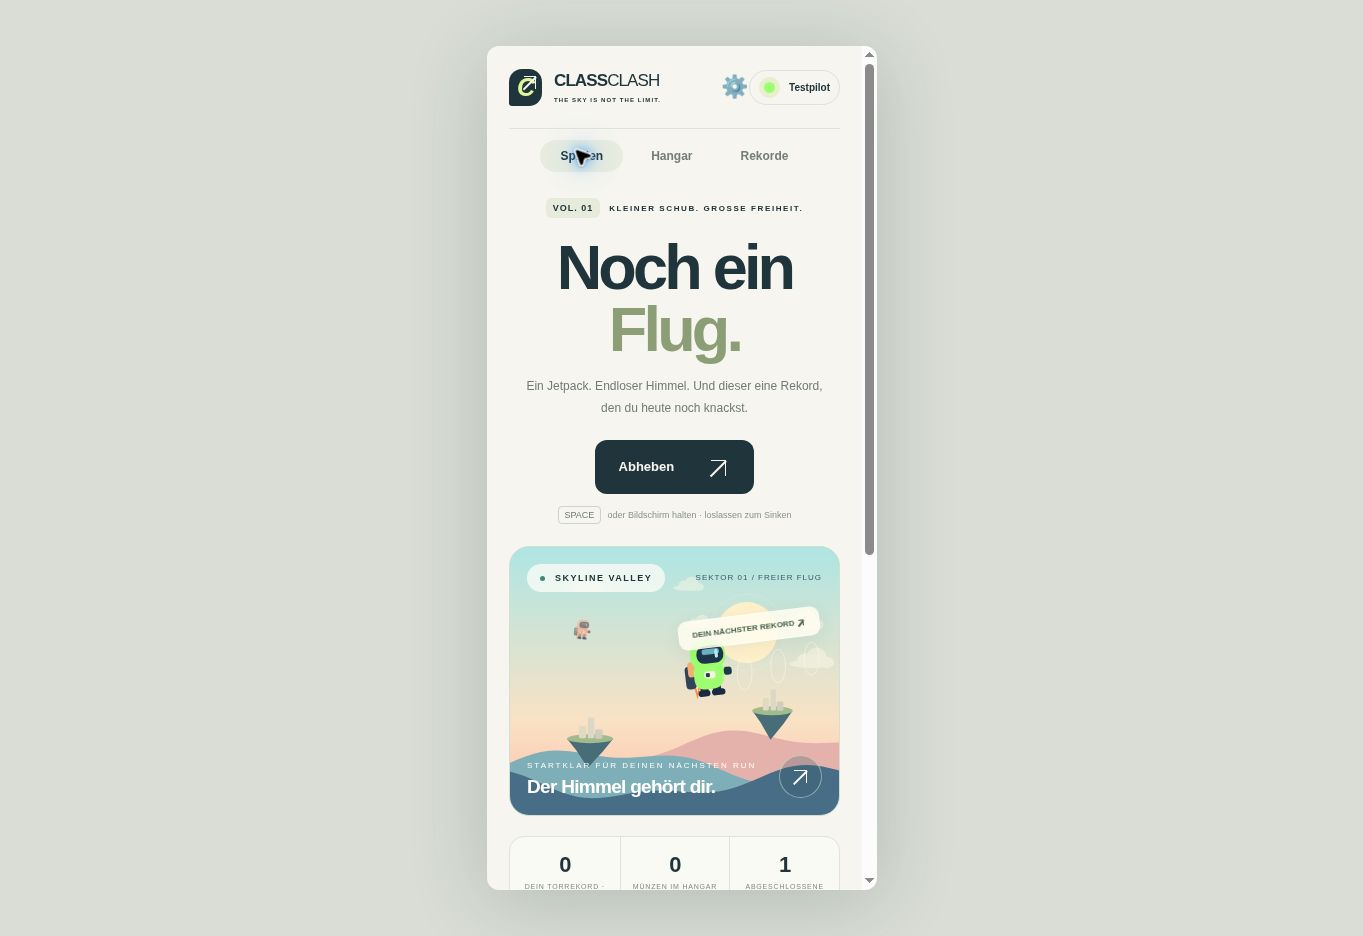 CLASSCLASH
THE SKY IS NOT THE LIMIT.
Testpilot
Hangar
Rekorde
VOL. 01 KLEINER SCHUB. GROSSE FREIHEIT.
Noch ein
Flug.
Ein Jetpack. Endloser Himmel. Und dieser eine Rekord,
den du heute noch knackst.
Abheben
SPACE oder Bildschirm halten · loslassen zum Sinken
SKYLINE VALLEY
SEKTOR 01 / FREIER FLUG
DEIN NÄCHSTER REKORD
STARTKLAR FÜR DEINEN NÄCHSTEN RUN
Der Himmel gehört dir.
0 0 1
DEIN TORREKORD · MÜNZEN IM HANGAR ABGESCHLOSSENE